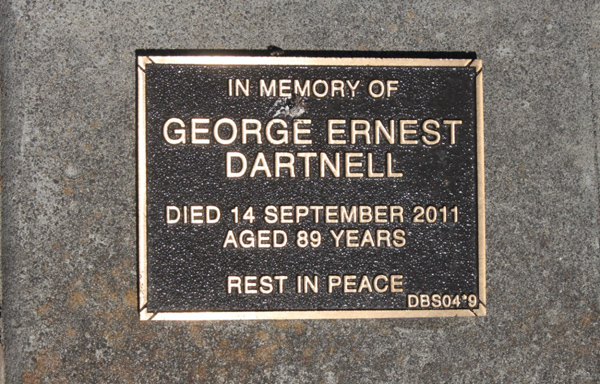 IN MEMORY OF
GEORGE ERNEST
DARTNELL
DIED 14 SEPTEMBER 2011
AGED 89 YEARS
REST IN PEACE
DBS04*9